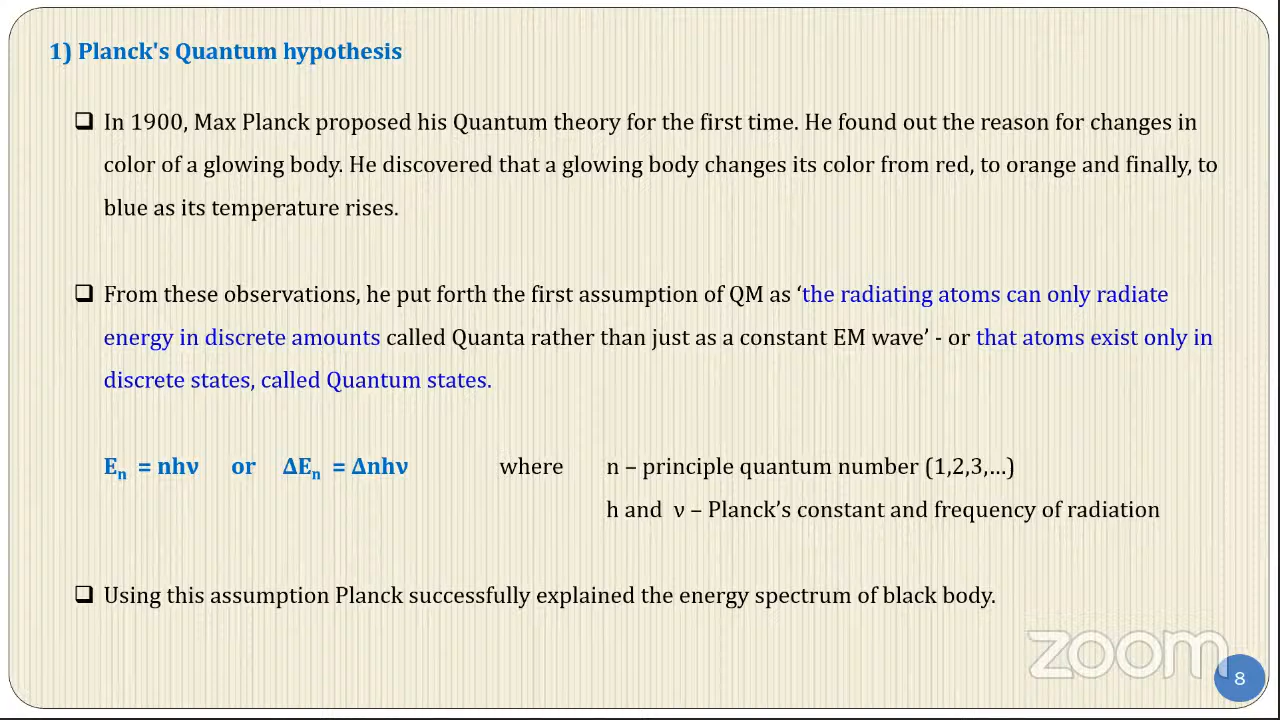 1) Planck's Quantum hypothesis
❑ In 1900, Max Planck proposed his Quantum theory for the first time. He found out the reason for changes in
color of a glowing body. He discovered that a glowing body changes its color from red, to orange and finally, to
blue as its temperature rises.
❑ From these observations, he put forth the first assumption of QM as ‘the radiating atoms can only radiate
energy in discrete amounts called Quanta rather than just as a constant EM wave’ - or that atoms exist only in
discrete states, called Quantum states.
Eₙ = nhν or ΔEₙ = Δnhν where n – principle quantum number (1,2,3,...)
h and ν – Planck’s constant and frequency of radiation
❑ Using this assumption Planck successfully explained the energy spectrum of black body.
zoom
8